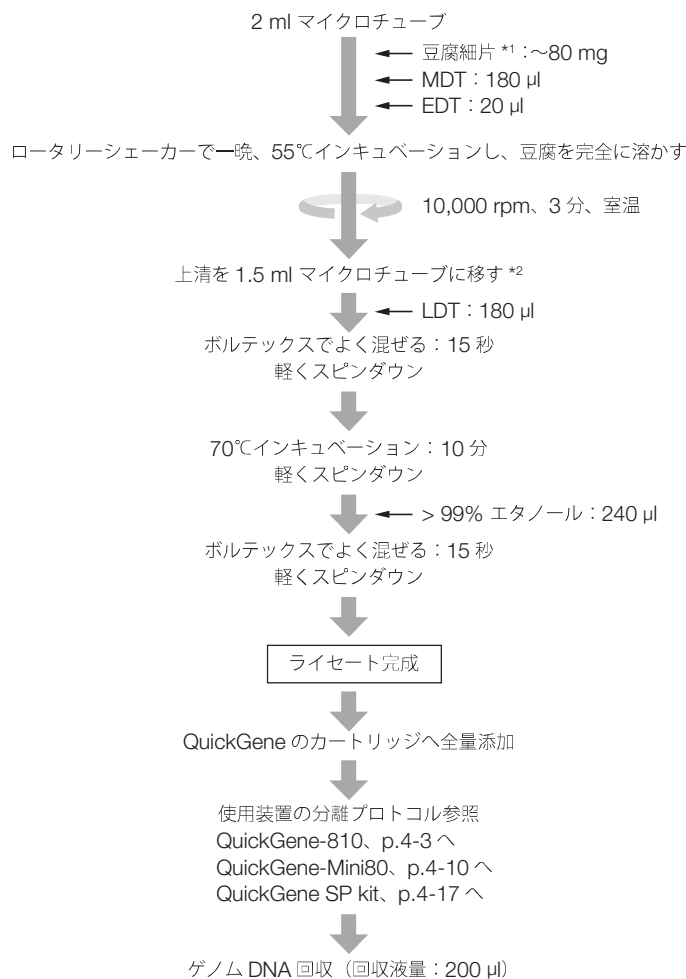 2 ml マイクロチューブ
豆腐細片 *1：～80 mg
MDT：180 µl
EDT：20 µl
ロータリーシェーカーで一晩、55℃インキュベーションし、豆腐を完全に溶かす
10,000 rpm、3 分、室温
上清を 1.5 ml マイクロチューブに移す *2
LDT：180 µl
ボルテックスでよく混ぜる：15 秒
軽くスピンダウン
70℃インキュベーション：10 分
軽くスピンダウン
> 99% エタノール：240 µl
ボルテックスでよく混ぜる：15 秒
軽くスピンダウン
ライセート完成
QuickGene のカートリッジへ全量添加
使用装置の分離プロトコル参照
QuickGene-810、p.4-3 へ
QuickGene-Mini80、p.4-10 へ
QuickGene SP kit、p.4-17 へ
ゲノム DNA 回収（回収液量：200 µl）